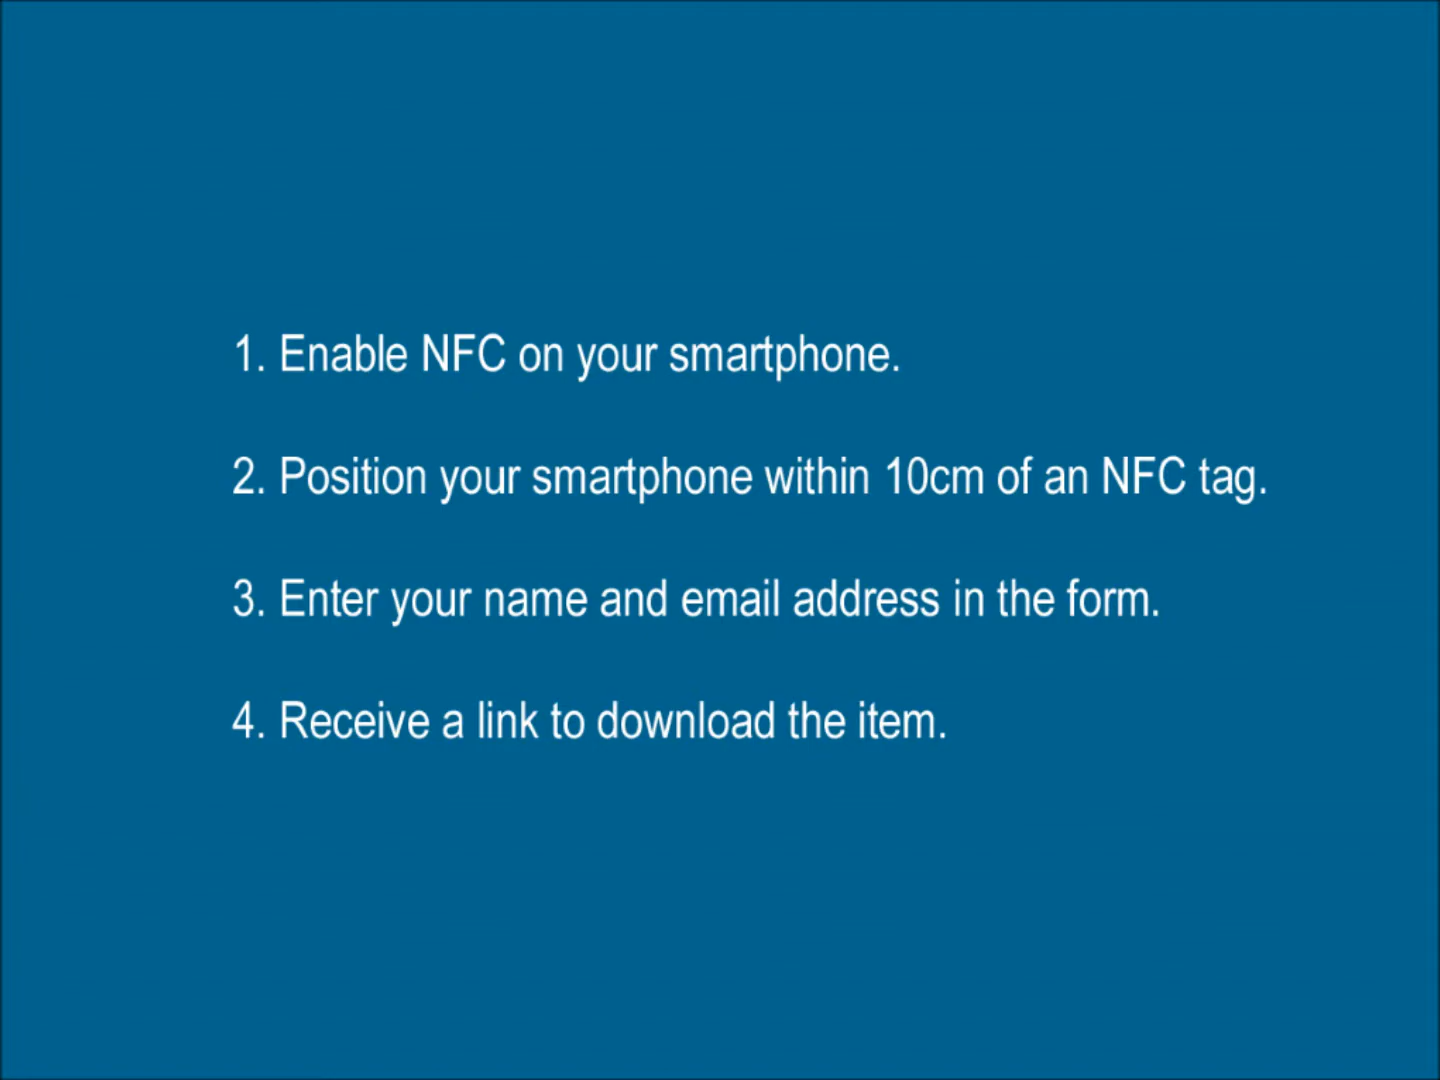 1. Enable NFC on your smartphone.
2. Position your smartphone within 10cm of an NFC tag.
3. Enter your name and email address in the form.
4. Receive a link to download the item.